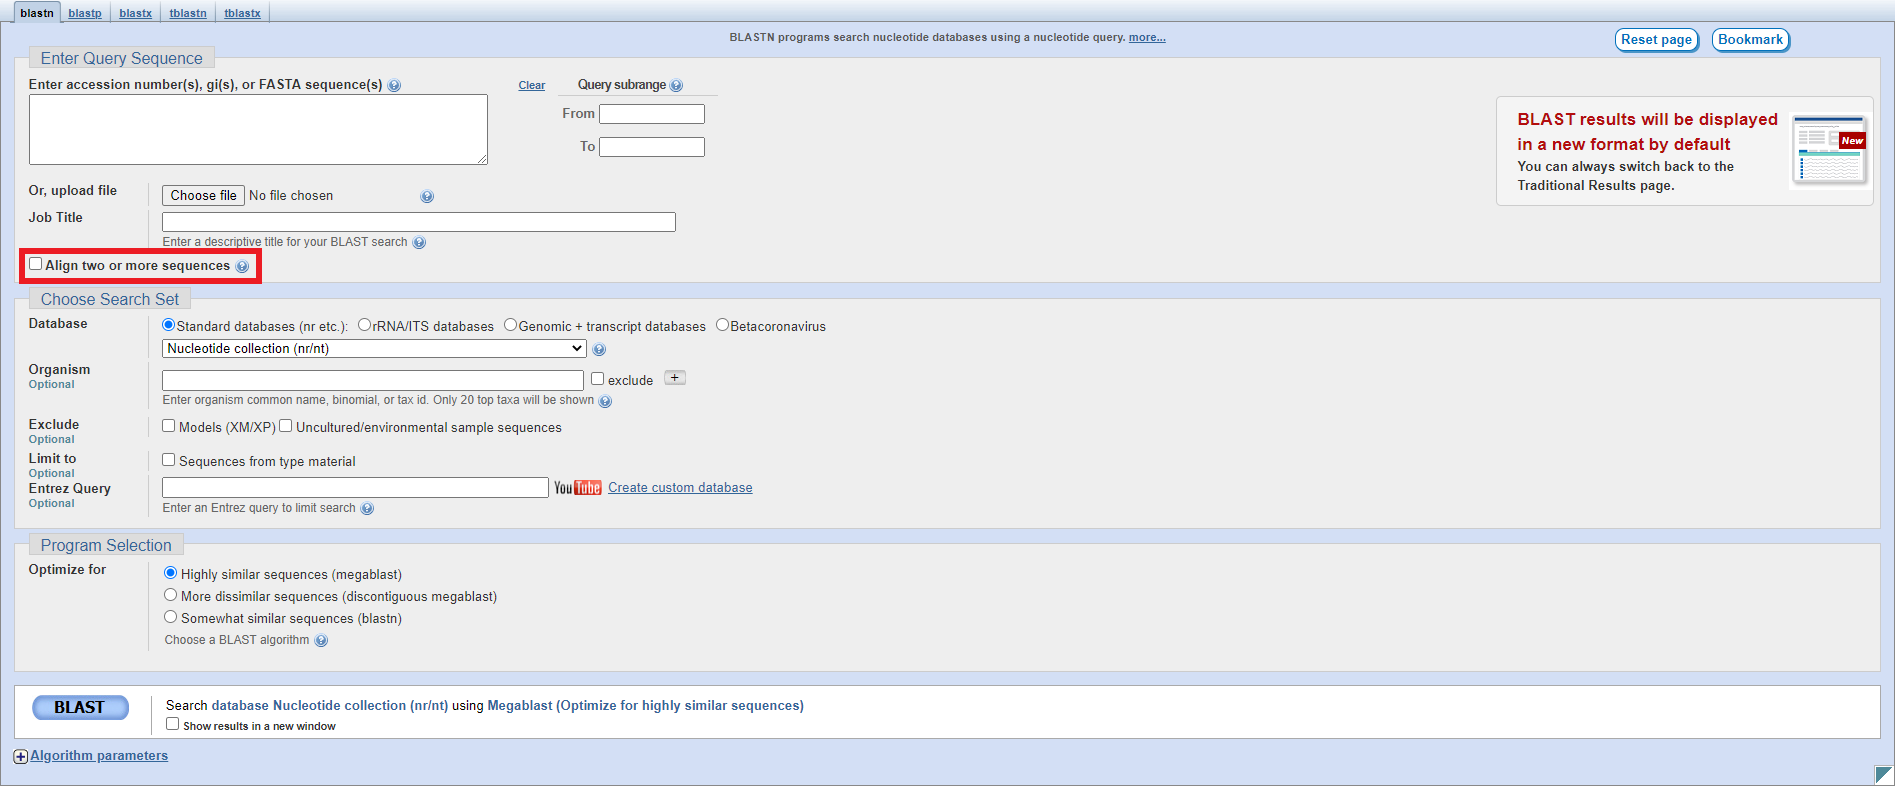 blastn blastp blastx tblastn tblastx
BLASTN programs search nucleotide databases using a nucleotide query. more...
Reset page Bookmark
Enter Query Sequence
Enter accession number(s), gi(s), or FASTA sequence(s) Clear Query subrange
From
To
BLAST results will be displayed
in a new format by default
You can always switch back to the
Traditional Results page.
New
Or, upload file Choose file No file chosen
Job Title
Enter a descriptive title for your BLAST search
Align two or more sequences
Choose Search Set
Database Standard databases (nr etc.): rRNA/ITS databases Genomic + transcript databases Betacoronavirus
Nucleotide collection (nr/nt)
Organism
Optional
exclude +
Enter organism common name, binomial, or tax id. Only 20 top taxa will be shown
Exclude
Optional
Models (XM/XP) Uncultured/environmental sample sequences
Limit to
Optional
Sequences from type material
Entrez Query
Optional
YouTube Create custom database
Enter an Entrez query to limit search
Program Selection
Optimize for
Highly similar sequences (megablast)
More dissimilar sequences (discontiguous megablast)
Somewhat similar sequences (blastn)
Choose a BLAST algorithm
BLAST
Search database Nucleotide collection (nr/nt) using Megablast (Optimize for highly similar sequences)
Show results in a new window
Algorithm parameters